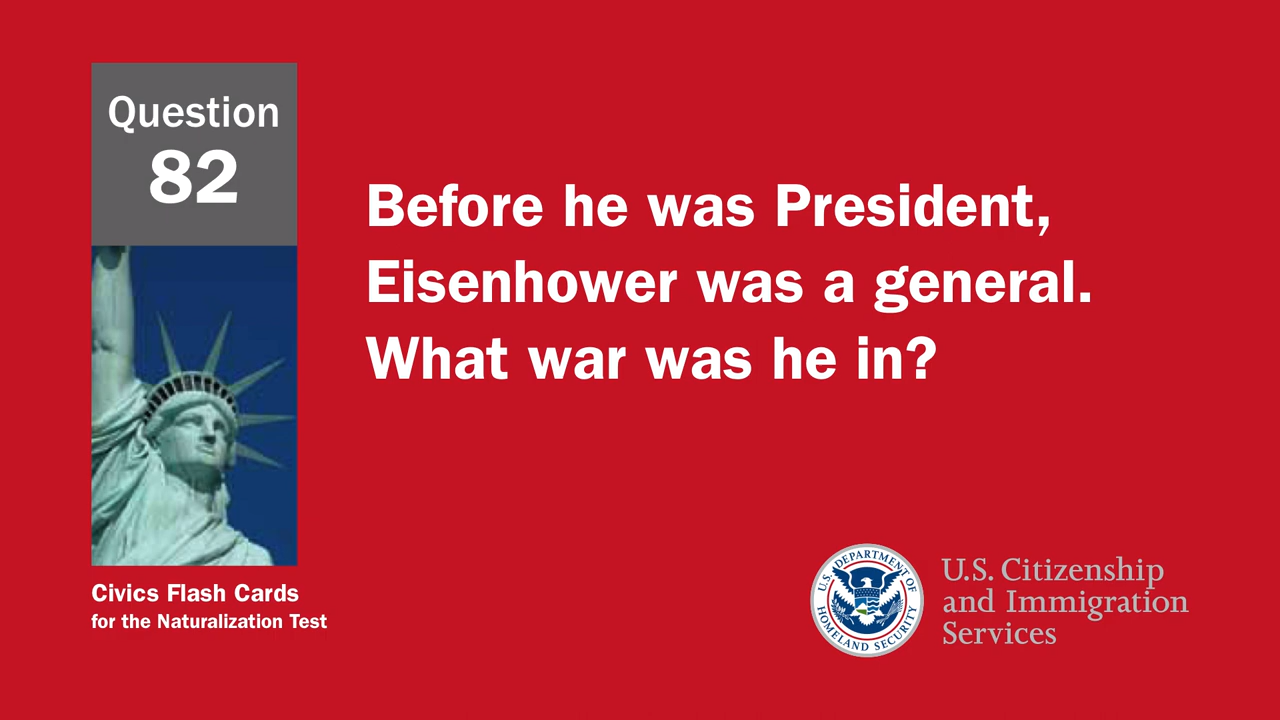 Question
82
Before he was President,
Eisenhower was a general.
What war was he in?
Civics Flash Cards
for the Naturalization Test
U.S. DEPARTMENT OF
HOMELAND SECURITY
U.S. Citizenship
and Immigration
Services